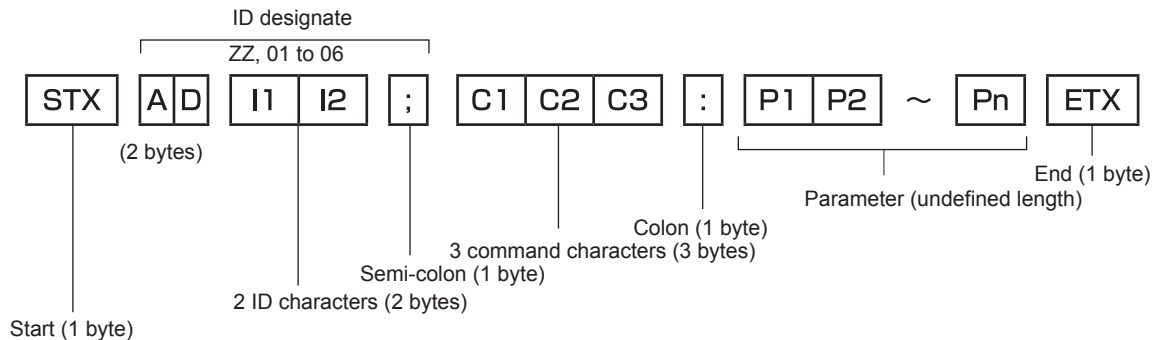 ID designate
ZZ, 01 to 06
STX A D I1 I2 ; C1 C2 C3 : P1 P2 ~ Pn ETX
(2 bytes)
End (1 byte)
Parameter (undefined length)
Colon (1 byte)
3 command characters (3 bytes)
Semi-colon (1 byte)
2 ID characters (2 bytes)
Start (1 byte)